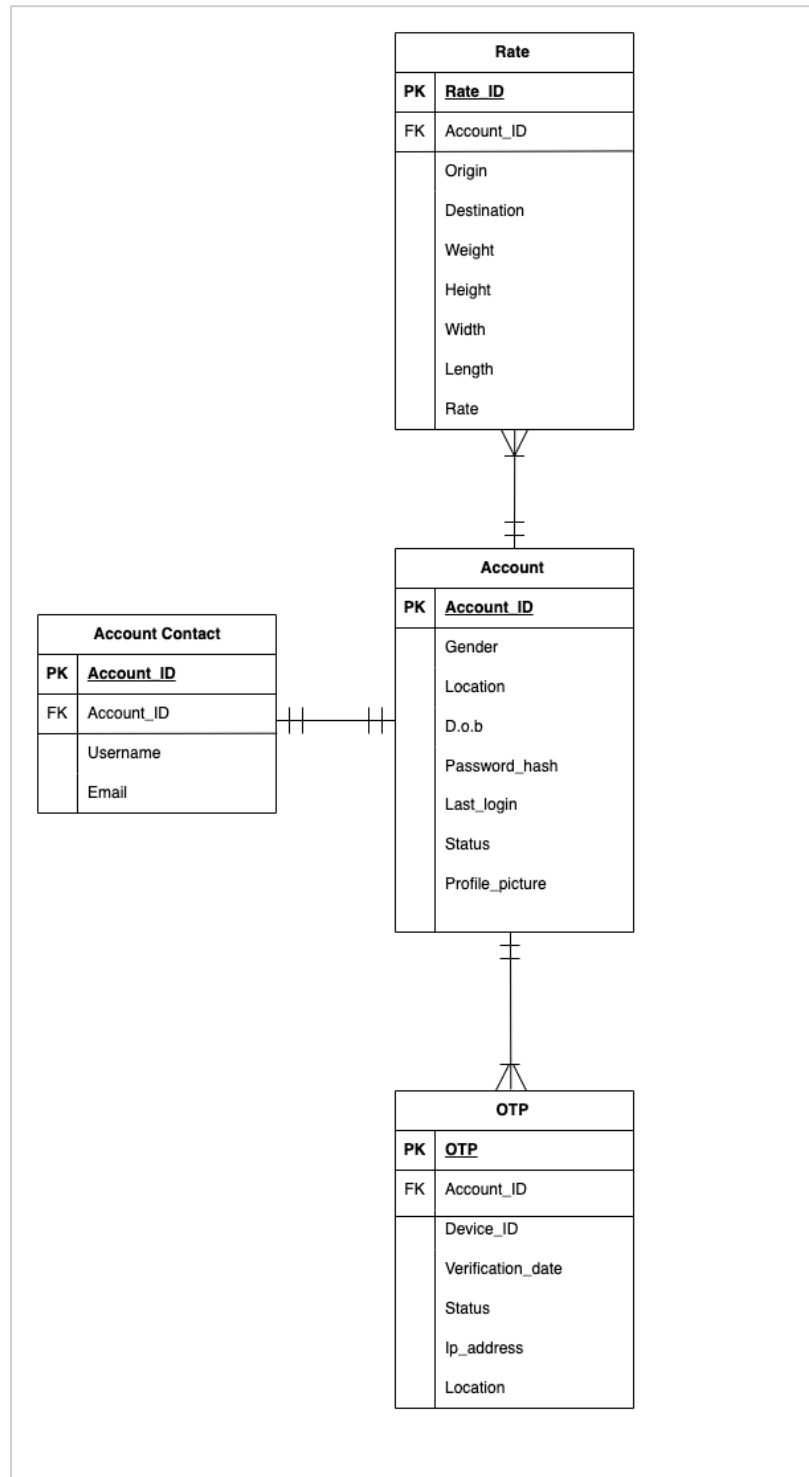 Rate
PK Rate_ID
FK Account_ID
Origin
Destination
Weight
Height
Width
Length
Rate
Account
PK Account_ID
Gender
Location
D.o.b
Password_hash
Last_login
Status
Profile_picture
Account Contact
PK Account_ID
FK Account_ID
Username
Email
OTP
PK OTP
FK Account_ID
Device_ID
Verification_date
Status
Ip_address
Location